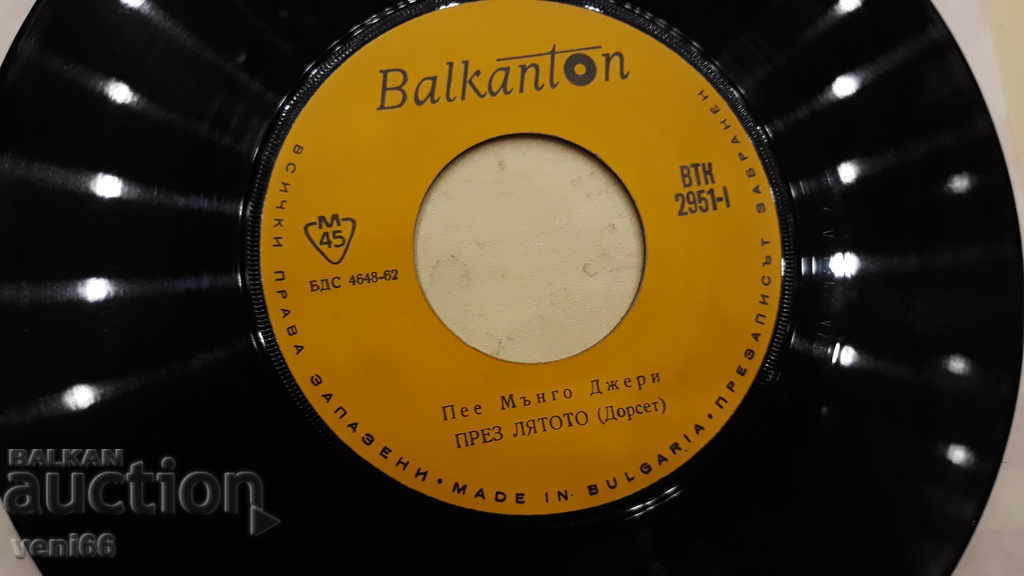 Balkanton
ВТК
2951-I
М
45
БДС 4648-62
Пее Мънго Джери
ПРЕЗ ЛЯТОТО (Дорсет)
ВСИЧКИ ПРАВА ЗАПАЗЕНИ • MADE IN BULGARIA • ПРЕЗАПИСЪТ ЗАБРАНЕН
BALKAN
auction
veni66